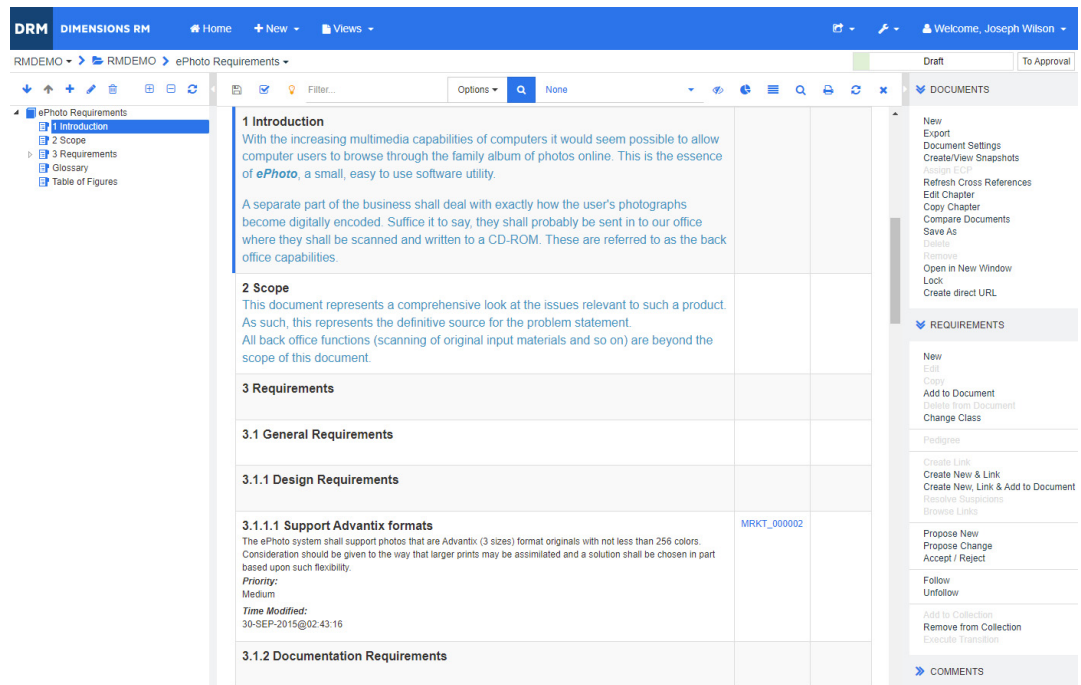 DRM DIMENSIONS RM Home New Views Welcome, Joseph Wilson
RMDEMO RMDEMO ePhoto Requirements Draft To Approval
Filter... Options None DOCUMENTS
ePhoto Requirements
1 Introduction
2 Scope
3 Requirements
Glossary
Table of Figures
1 Introduction
With the increasing multimedia capabilities of computers it would seem possible to allow
computer users to browse through the family album of photos online. This is the essence
of ePhoto, a small, easy to use software utility.
A separate part of the business shall deal with exactly how the user's photographs
become digitally encoded. Suffice it to say, they shall probably be sent in to our office
where they shall be scanned and written to a CD-ROM. These are referred to as the back
office capabilities.
2 Scope
This document represents a comprehensive look at the issues relevant to such a product.
As such, this represents the definitive source for the problem statement.
All back office functions (scanning of original input materials and so on) are beyond the
scope of this document.
3 Requirements
3.1 General Requirements
3.1.1 Design Requirements
3.1.1.1 Support Advantix formats MRKT_000002
The ePhoto system shall support photos that are Advantix (3 sizes) format originals with not less than 256 colors.
Consideration should be given to the way that larger prints may be assimilated and a solution shall be chosen in part
based upon such flexibility.
Priority:
Medium
Time Modified:
30-SEP-2015@02:43:16
3.1.2 Documentation Requirements
New
Export
Document Settings
Create/View Snapshots
Assign ECP
Refresh Cross References
Edit Chapter
Copy Chapter
Compare Documents
Save As
Delete
Remove
Open in New Window
Lock
Create direct URL
REQUIREMENTS
New
Edit
Copy
Add to Document
Delete from Document
Change Class
Pedigree
Create Link
Create New & Link
Create New, Link & Add to Document
Resolve Suspicions
Browse Links
Propose New
Propose Change
Accept / Reject
Follow
Unfollow
Add to Collection
Remove from Collection
Execute Transition
COMMENTS